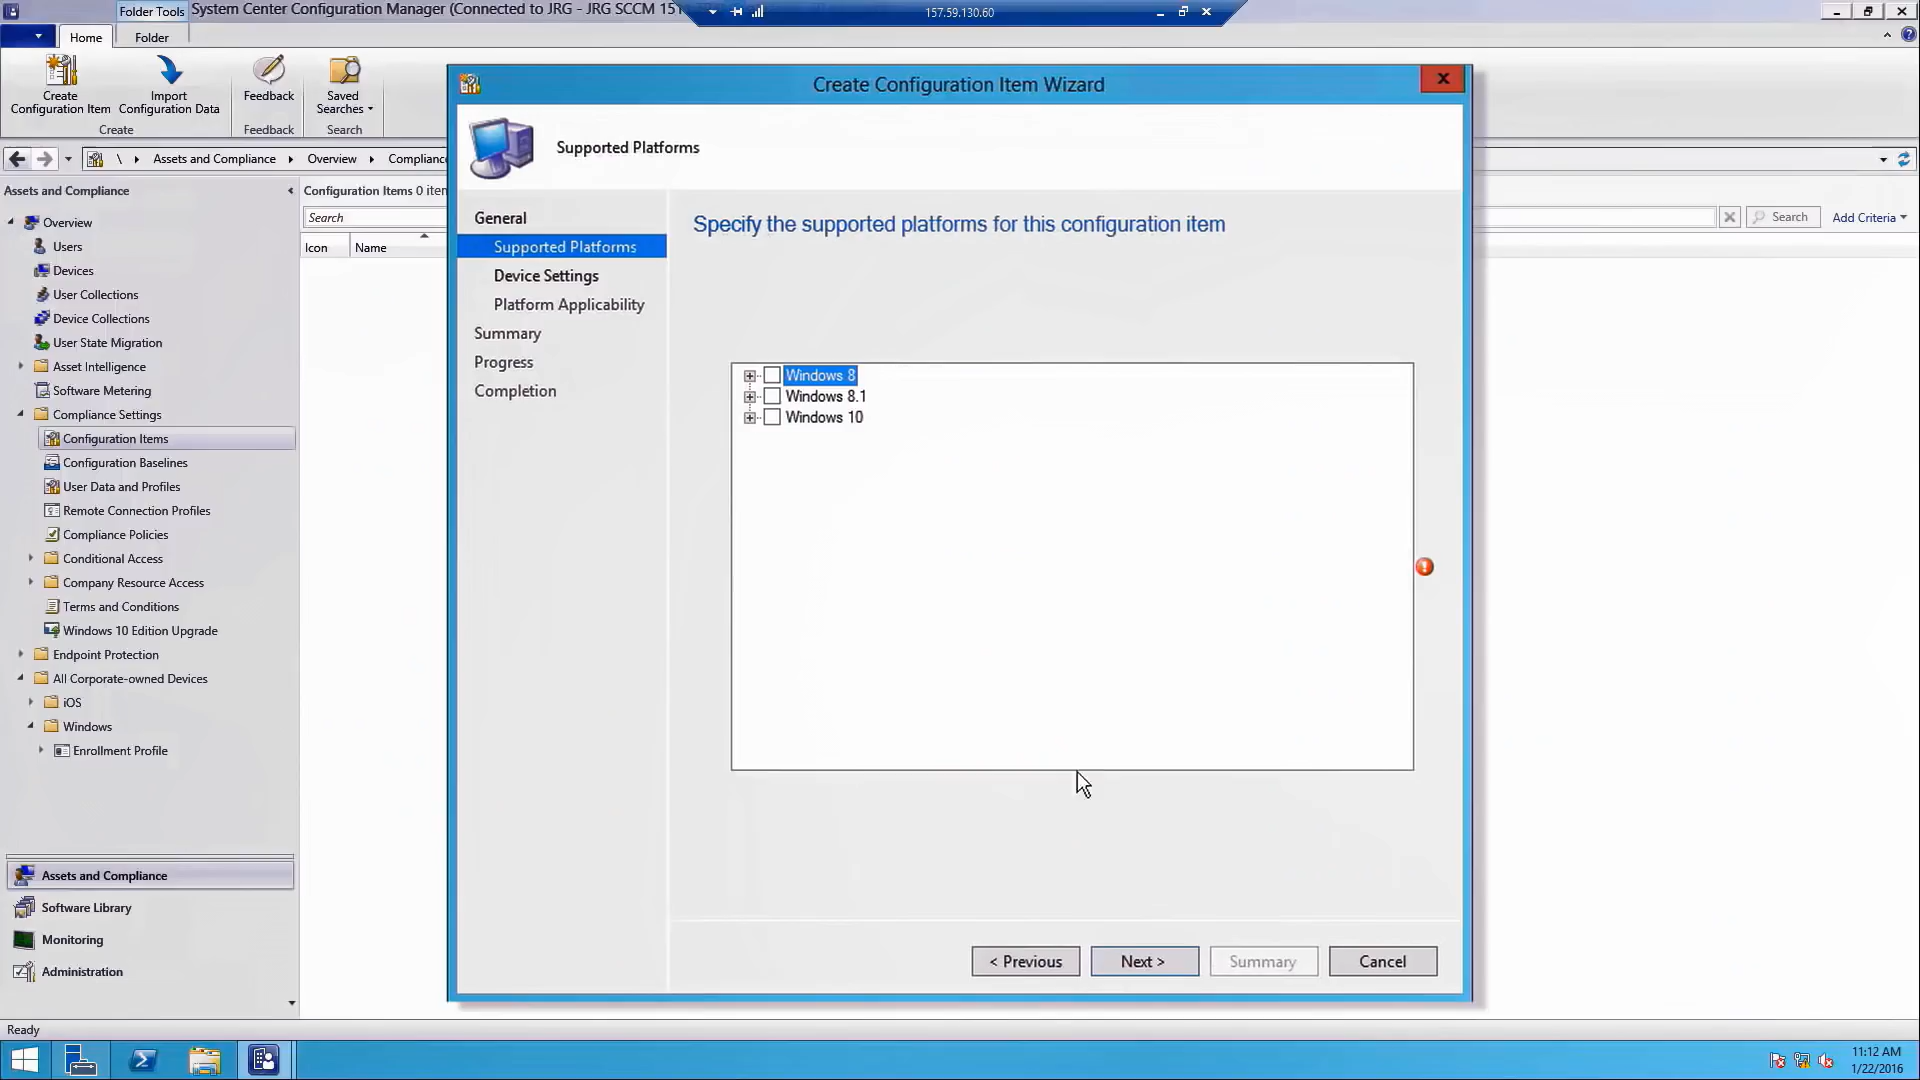 Folder Tools
System Center Configuration Manager (Connected to JRG - JRG SCCM 151
157.59.130.60
Home
Folder
Create
Configuration Item
Import
Configuration Data
Feedback
Saved
Searches
Create
Feedback
Search
\
Assets and Compliance
Overview
Complianc
Assets and Compliance
Overview
Users
Devices
User Collections
Device Collections
User State Migration
Asset Intelligence
Software Metering
Compliance Settings
Configuration Items
Configuration Baselines
User Data and Profiles
Remote Connection Profiles
Compliance Policies
Conditional Access
Company Resource Access
Terms and Conditions
Windows 10 Edition Upgrade
Endpoint Protection
All Corporate-owned Devices
iOS
Windows
Enrollment Profile
Assets and Compliance
Software Library
Monitoring
Administration
Configuration Items 0 iter
Search
Icon
Name
Search
Add Criteria
Create Configuration Item Wizard
Supported Platforms
General
Supported Platforms
Device Settings
Platform Applicability
Summary
Progress
Completion
Specify the supported platforms for this configuration item
Windows 8
Windows 8.1
Windows 10
< Previous
Next >
Summary
Cancel
Ready
11:12 AM
1/22/2016